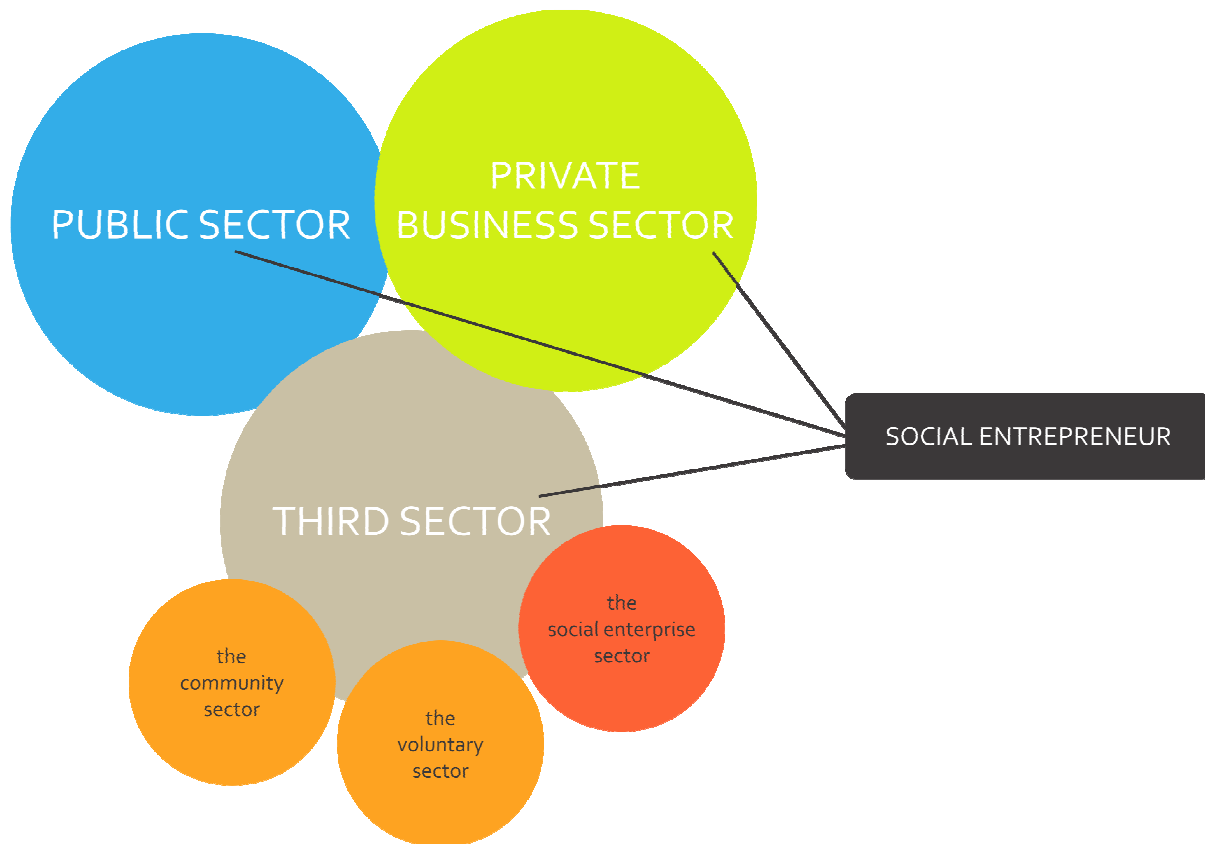 PRIVATE
BUSINESS SECTOR
PUBLIC SECTOR
SOCIAL ENTREPRENEUR
THIRD SECTOR
the
social enterprise
sector
the
community
sector
the
voluntary
sector